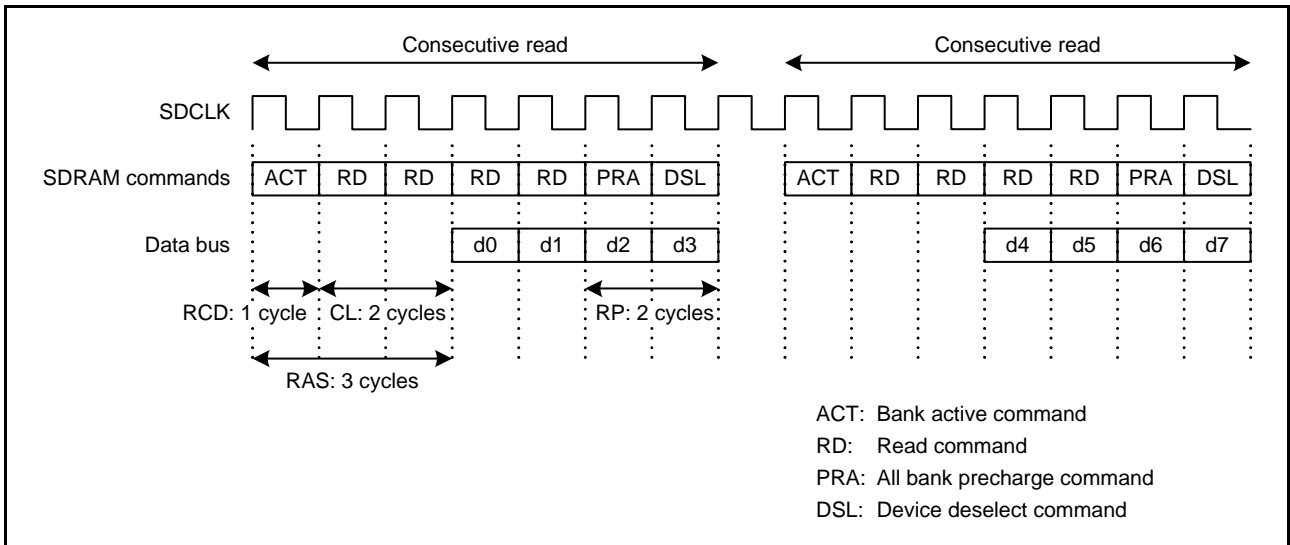 Consecutive read Consecutive read
SDCLK
SDRAM commands ACT RD RD RD RD PRA DSL ACT RD RD RD RD PRA DSL
Data bus d0 d1 d2 d3 d4 d5 d6 d7
RCD: 1 cycle CL: 2 cycles RP: 2 cycles
RAS: 3 cycles
ACT: Bank active command
RD: Read command
PRA: All bank precharge command
DSL: Device deselect command